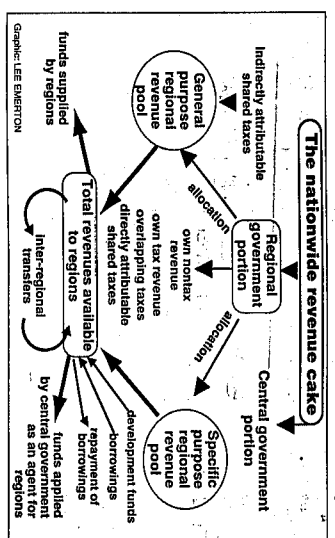 The nationwide revenue cake
Indirectly attributable
shared taxes
Regional
government
portion
Central government
portion
allocation
allocation
General
purpose
regional
revenue
pool
own nontax
revenue
own tax revenue
overlapping taxes
directly attributable
shared taxes
Specific
purpose
regional
revenue
pool
Total revenues available
to regions
development funds
borrowings
repayment of
borrowings
funds supplied
by regions
inter-regional
transfers
funds applied
by central government
as an agent for
regions
Graphic: LEE EMERTON